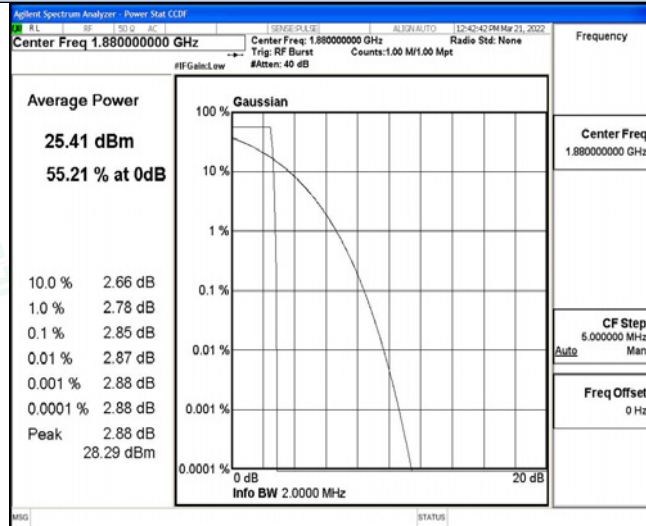 Agilent Spectrum Analyzer - Power Stat CCDF
RL RF 50 Ω AC SENSE:PULSE ALIGN AUTO 12:42:42 PM Mar 21, 2022
Center Freq 1.880000000 GHz
Center Freq: 1.880000000 GHz Radio Std: None
Trig: RF Burst Counts:1.00 M/1.00 Mpt
#IFGain:Low #Atten: 40 dB
Frequency
Average Power
25.41 dBm
55.21 % at 0dB
10.0 % 2.66 dB
1.0 % 2.78 dB
0.1 % 2.85 dB
0.01 % 2.87 dB
0.001 % 2.88 dB
0.0001 % 2.88 dB
Peak 2.88 dB
28.29 dBm
Gaussian
100 %
10 %
1 %
0.1 %
0.01 %
0.001 %
0.0001 %
0 dB 20 dB
Info BW 2.0000 MHz
Center Freq
1.880000000 GHz
CF Step
5.000000 MHz
Auto Man
Freq Offset
0 Hz
MSG STATUS